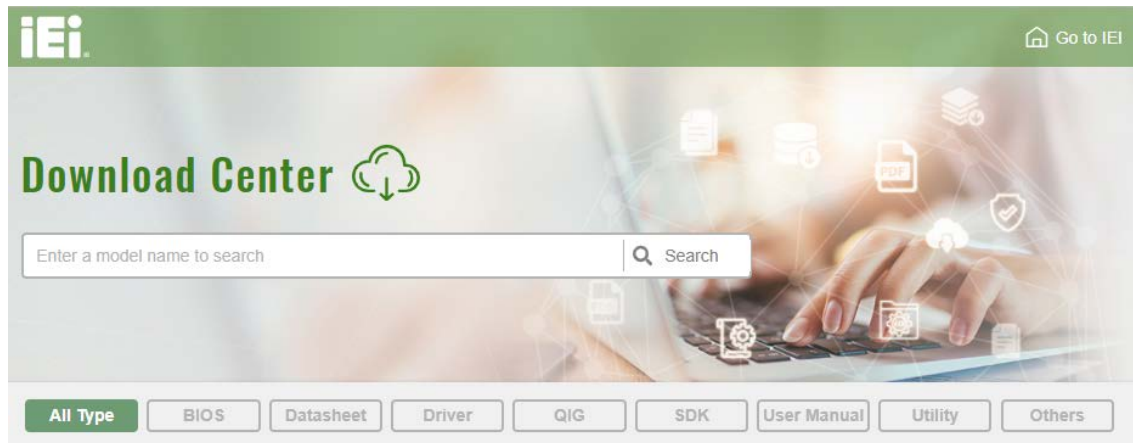 iEi.
Go to IEI
Download Center
Enter a model name to search
Search
PDF
All Type
BIOS
Datasheet
Driver
QIG
SDK
User Manual
Utility
Others